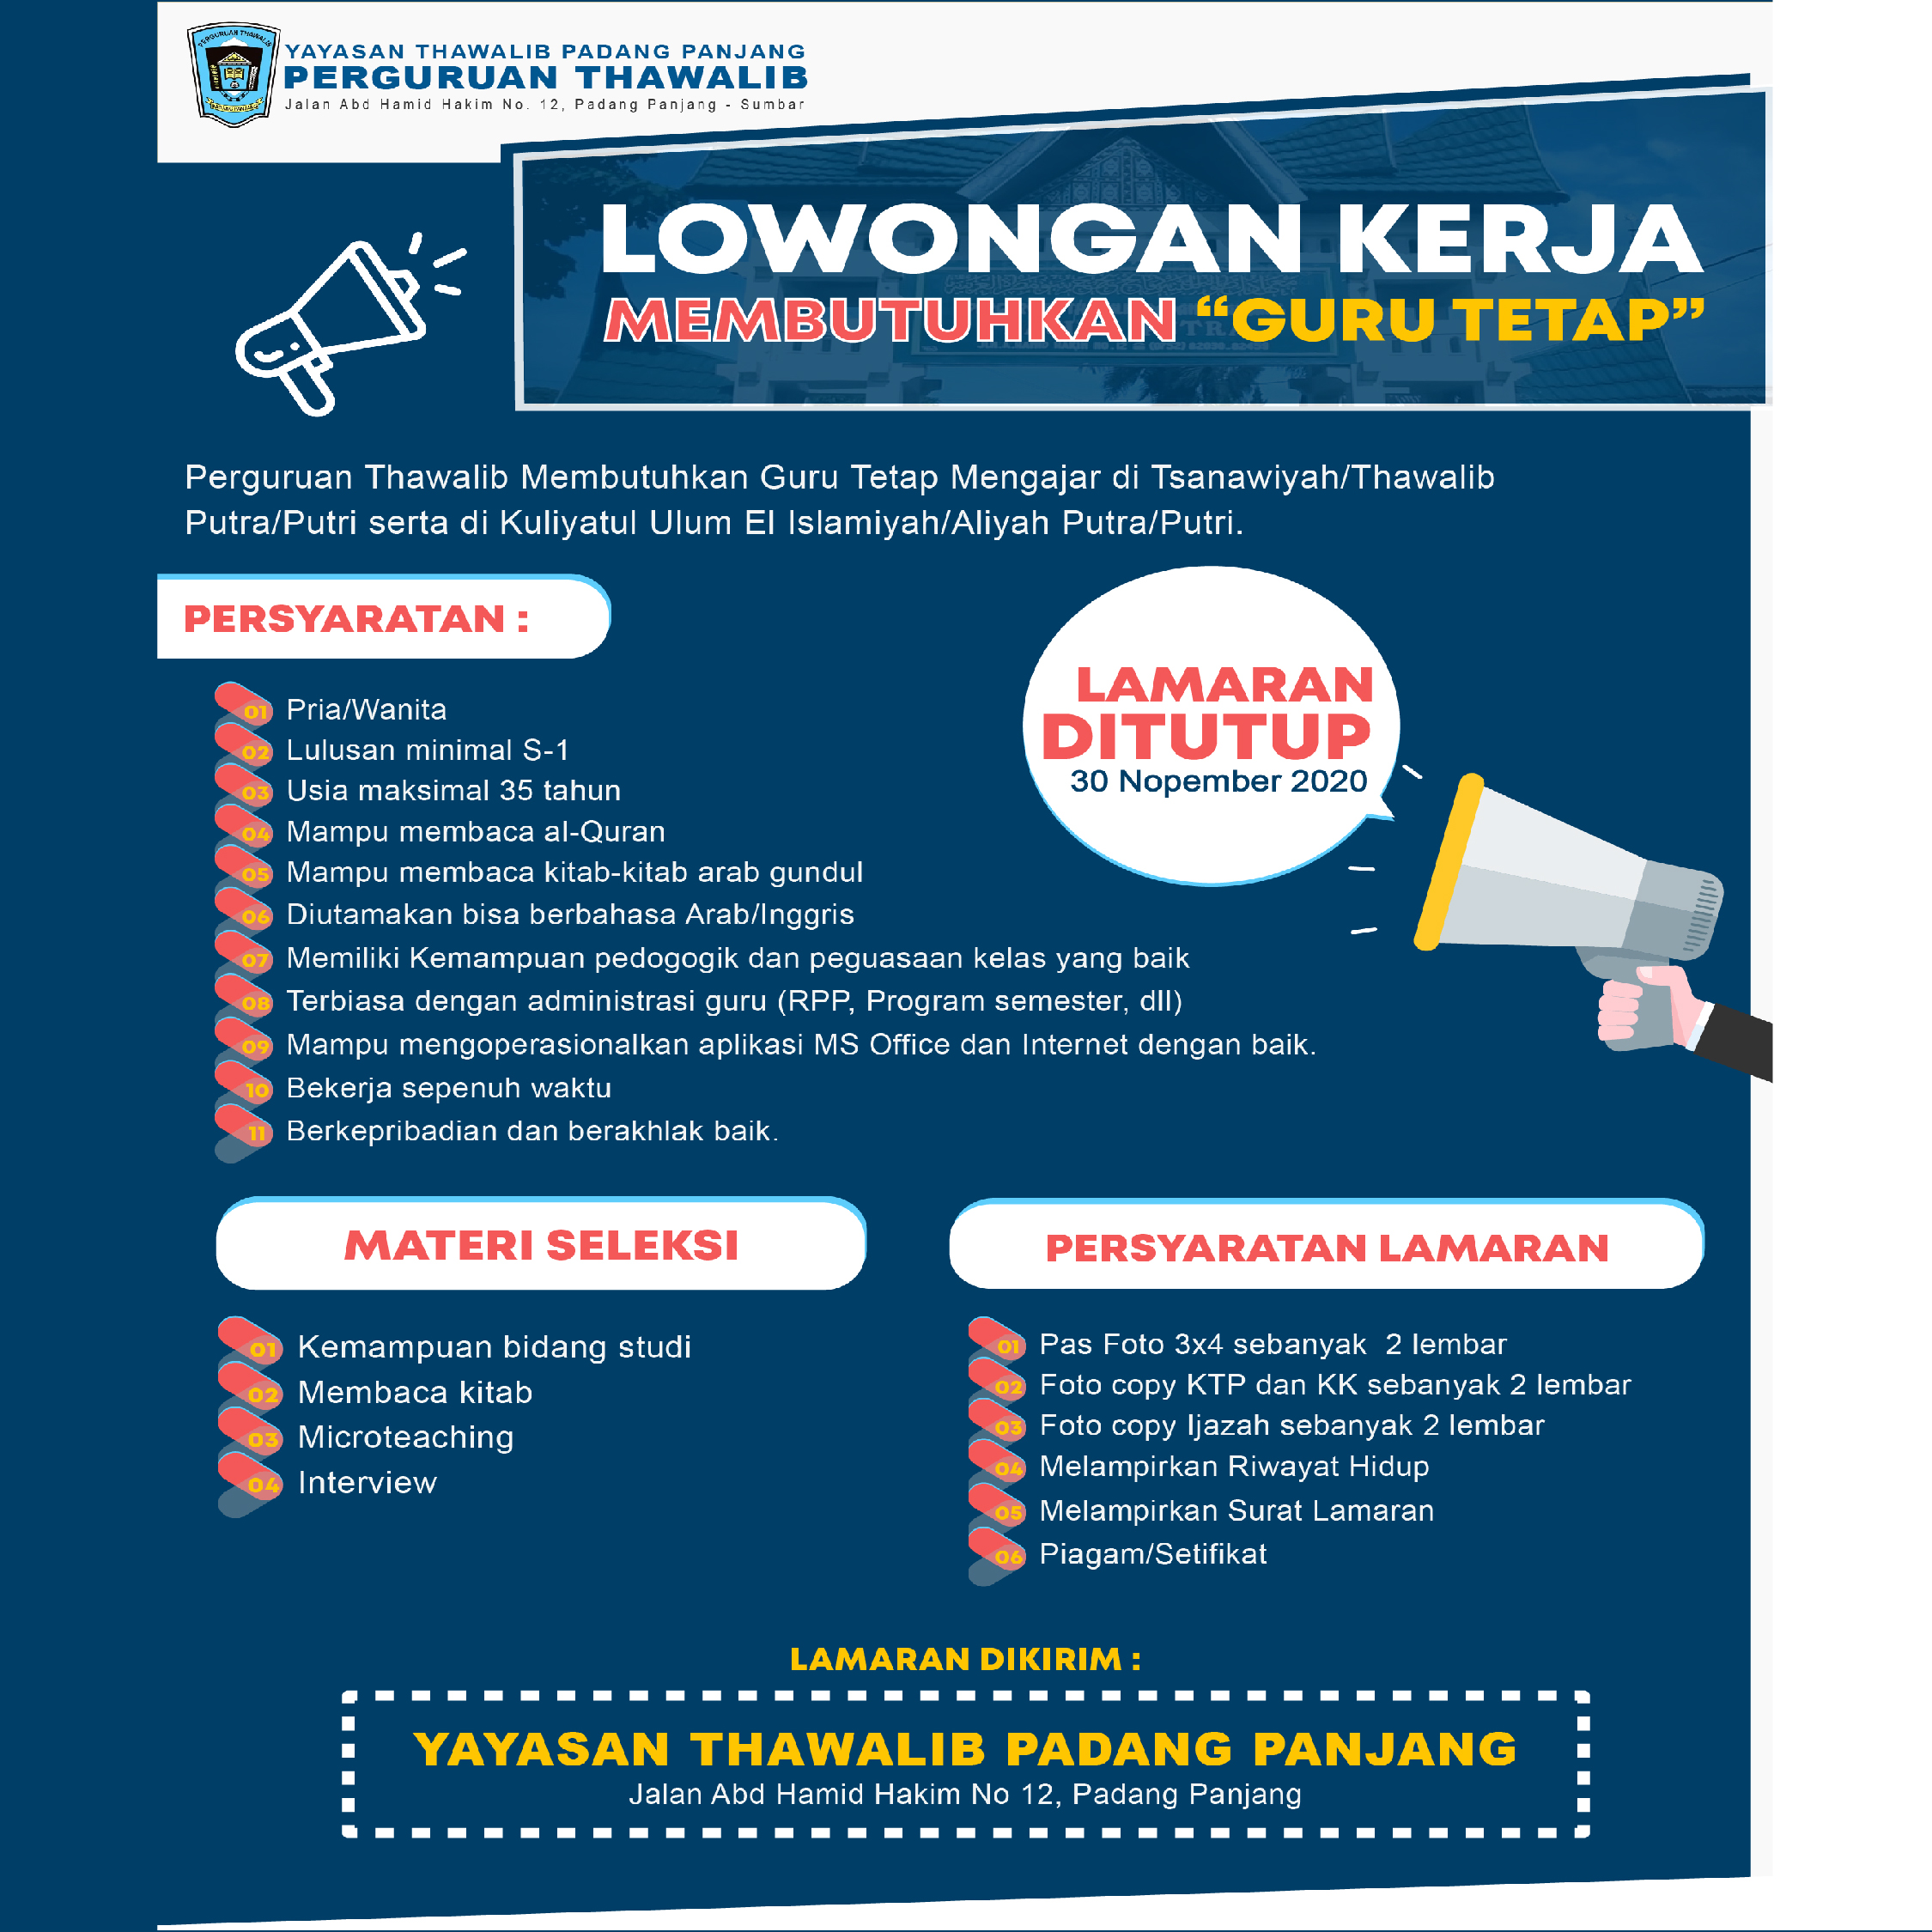 YAYASAN THAWALIB PADANG PANJANG
PERGURUAN THAWALIB
Jalan Abd Hamid Hakim No. 12, Padang Panjang - Sumbar
LOWONGAN KERJA
MEMBUTUHKAN “GURU TETAP”
Perguruan Thawalib Membutuhkan Guru Tetap Mengajar di Tsanawiyah/Thawalib
Putra/Putri serta di Kuliyatul Ulum El Islamiyah/Aliyah Putra/Putri.
PERSYARATAN :
01 Pria/Wanita
02 Lulusan minimal S-1
03 Usia maksimal 35 tahun
04 Mampu membaca al-Quran
05 Mampu membaca kitab-kitab arab gundul
06 Diutamakan bisa berbahasa Arab/Inggris
07 Memiliki Kemampuan pedogogik dan peguasaan kelas yang baik
08 Terbiasa dengan administrasi guru (RPP, Program semester, dll)
09 Mampu mengoperasionalkan aplikasi MS Office dan Internet dengan baik.
10 Bekerja sepenuh waktu
11 Berkepribadian dan berakhlak baik.
LAMARAN
DITUTUP
30 Nopember 2020
MATERI SELEKSI
01 Kemampuan bidang studi
02 Membaca kitab
03 Microteaching
04 Interview
PERSYARATAN LAMARAN
01 Pas Foto 3x4 sebanyak 2 lembar
02 Foto copy KTP dan KK sebanyak 2 lembar
03 Foto copy Ijazah sebanyak 2 lembar
04 Melampirkan Riwayat Hidup
05 Melampirkan Surat Lamaran
06 Piagam/Setifikat
LAMARAN DIKIRIM :
YAYASAN THAWALIB PADANG PANJANG
Jalan Abd Hamid Hakim No 12, Padang Panjang